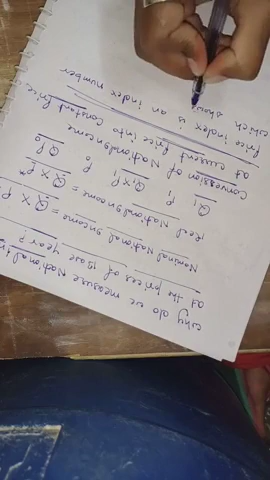 why do we measure National In
at the prices of Base year?
Nominal National Income = Q X P
Real National Income = Q X P*
Q₁ P₁ Q₁ X P₁ P₀ Q P₀
Conversion of National Income
at current Price into Constant Price
Price index is an index number
which shows